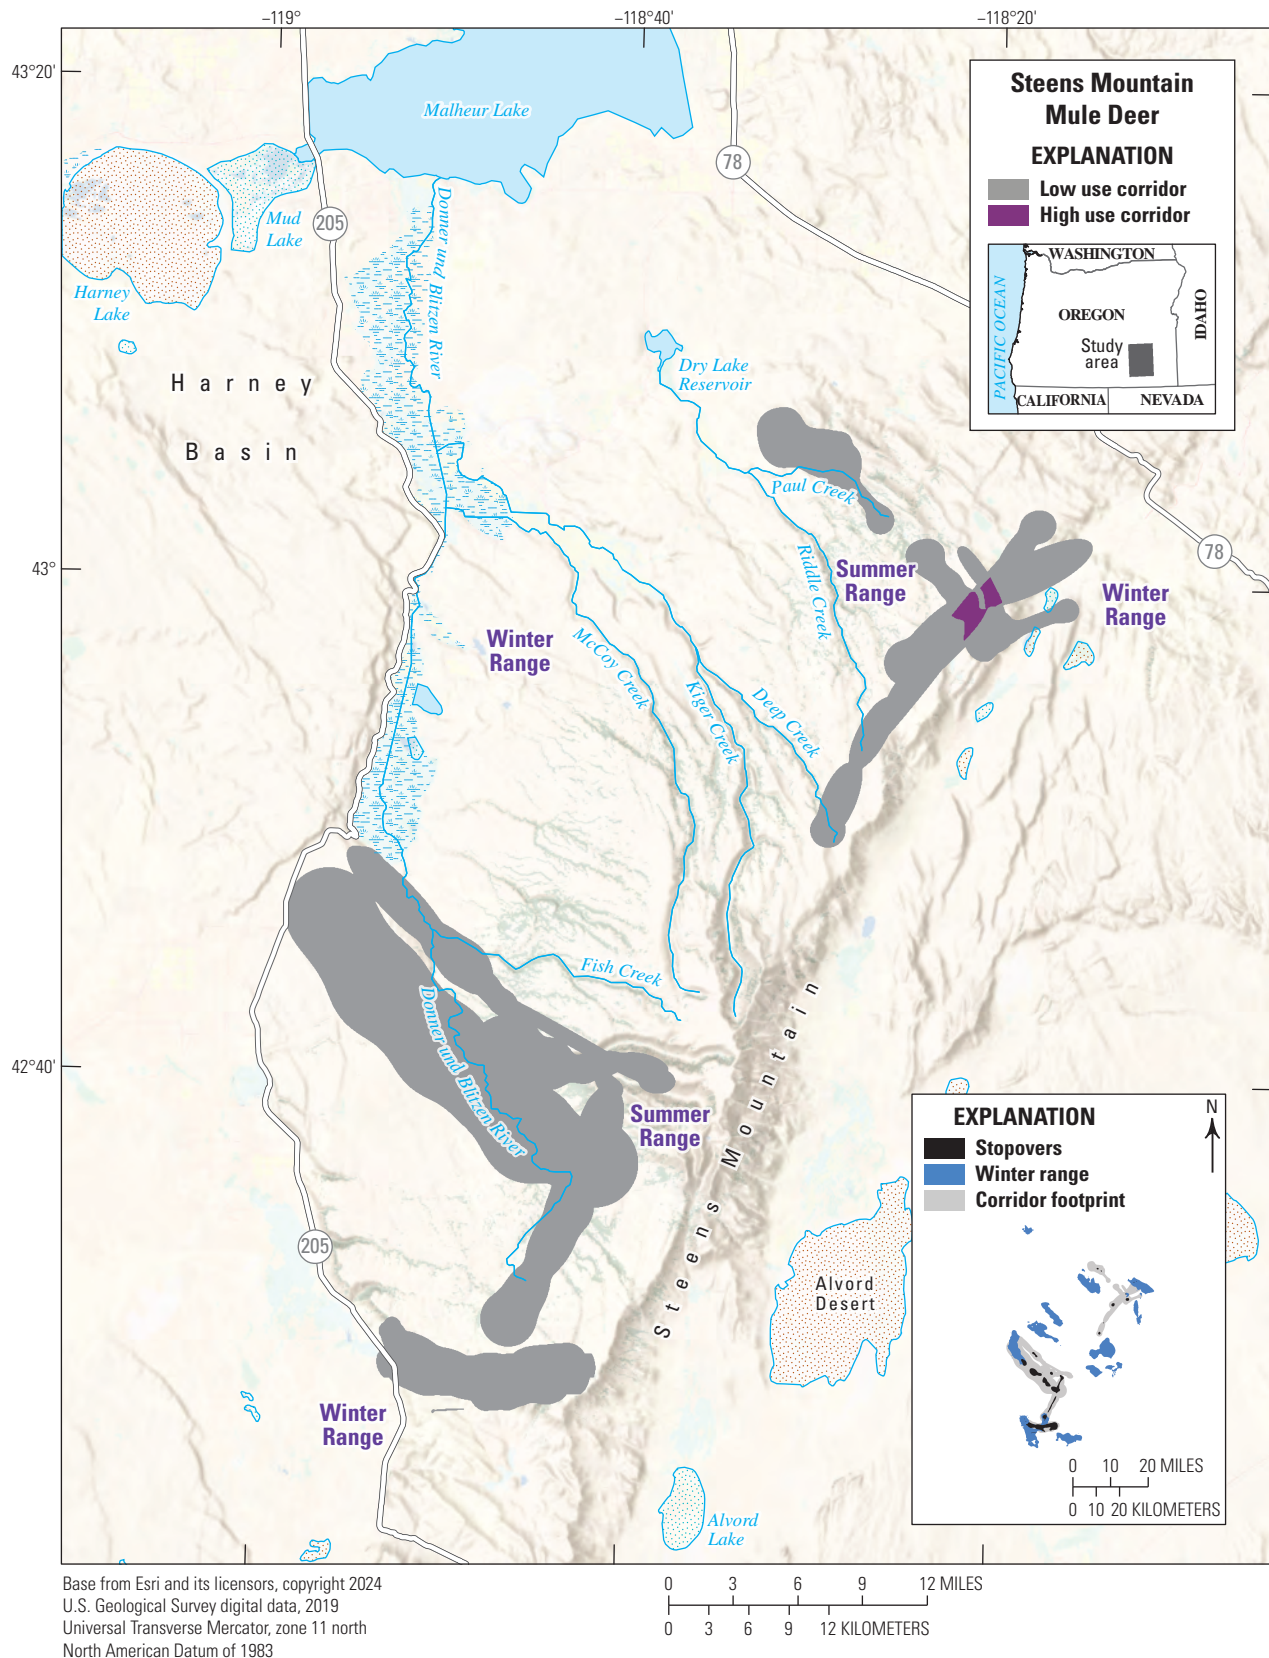 −119°
−118°40'
−118°20'
43°20'
43°
42°40'
Malheur Lake
78
205
Mud
Lake
Harney
Lake
Donner und Blitzen River
Harney
Basin
Dry Lake
Reservoir
Paul Creek
Riddle Creek
Summer
Range
Winter
Range
78
Winter
Range
McCoy Creek
Kiger Creek
Deep Creek
Fish Creek
Donner und Blitzen River
Summer
Range
Steens Mountain
205
Alvord
Desert
Winter
Range
Alvord
Lake
Steens Mountain
Mule Deer
EXPLANATION
Low use corridor
High use corridor
WASHINGTON
PACIFIC OCEAN
OREGON
IDAHO
Study
area
CALIFORNIA
NEVADA
EXPLANATION
N
Stopovers
Winter range
Corridor footprint
0 10 20 MILES
0 10 20 KILOMETERS
Base from Esri and its licensors, copyright 2024
U.S. Geological Survey digital data, 2019
Universal Transverse Mercator, zone 11 north
North American Datum of 1983
0 3 6 9 12 MILES
0 3 6 9 12 KILOMETERS